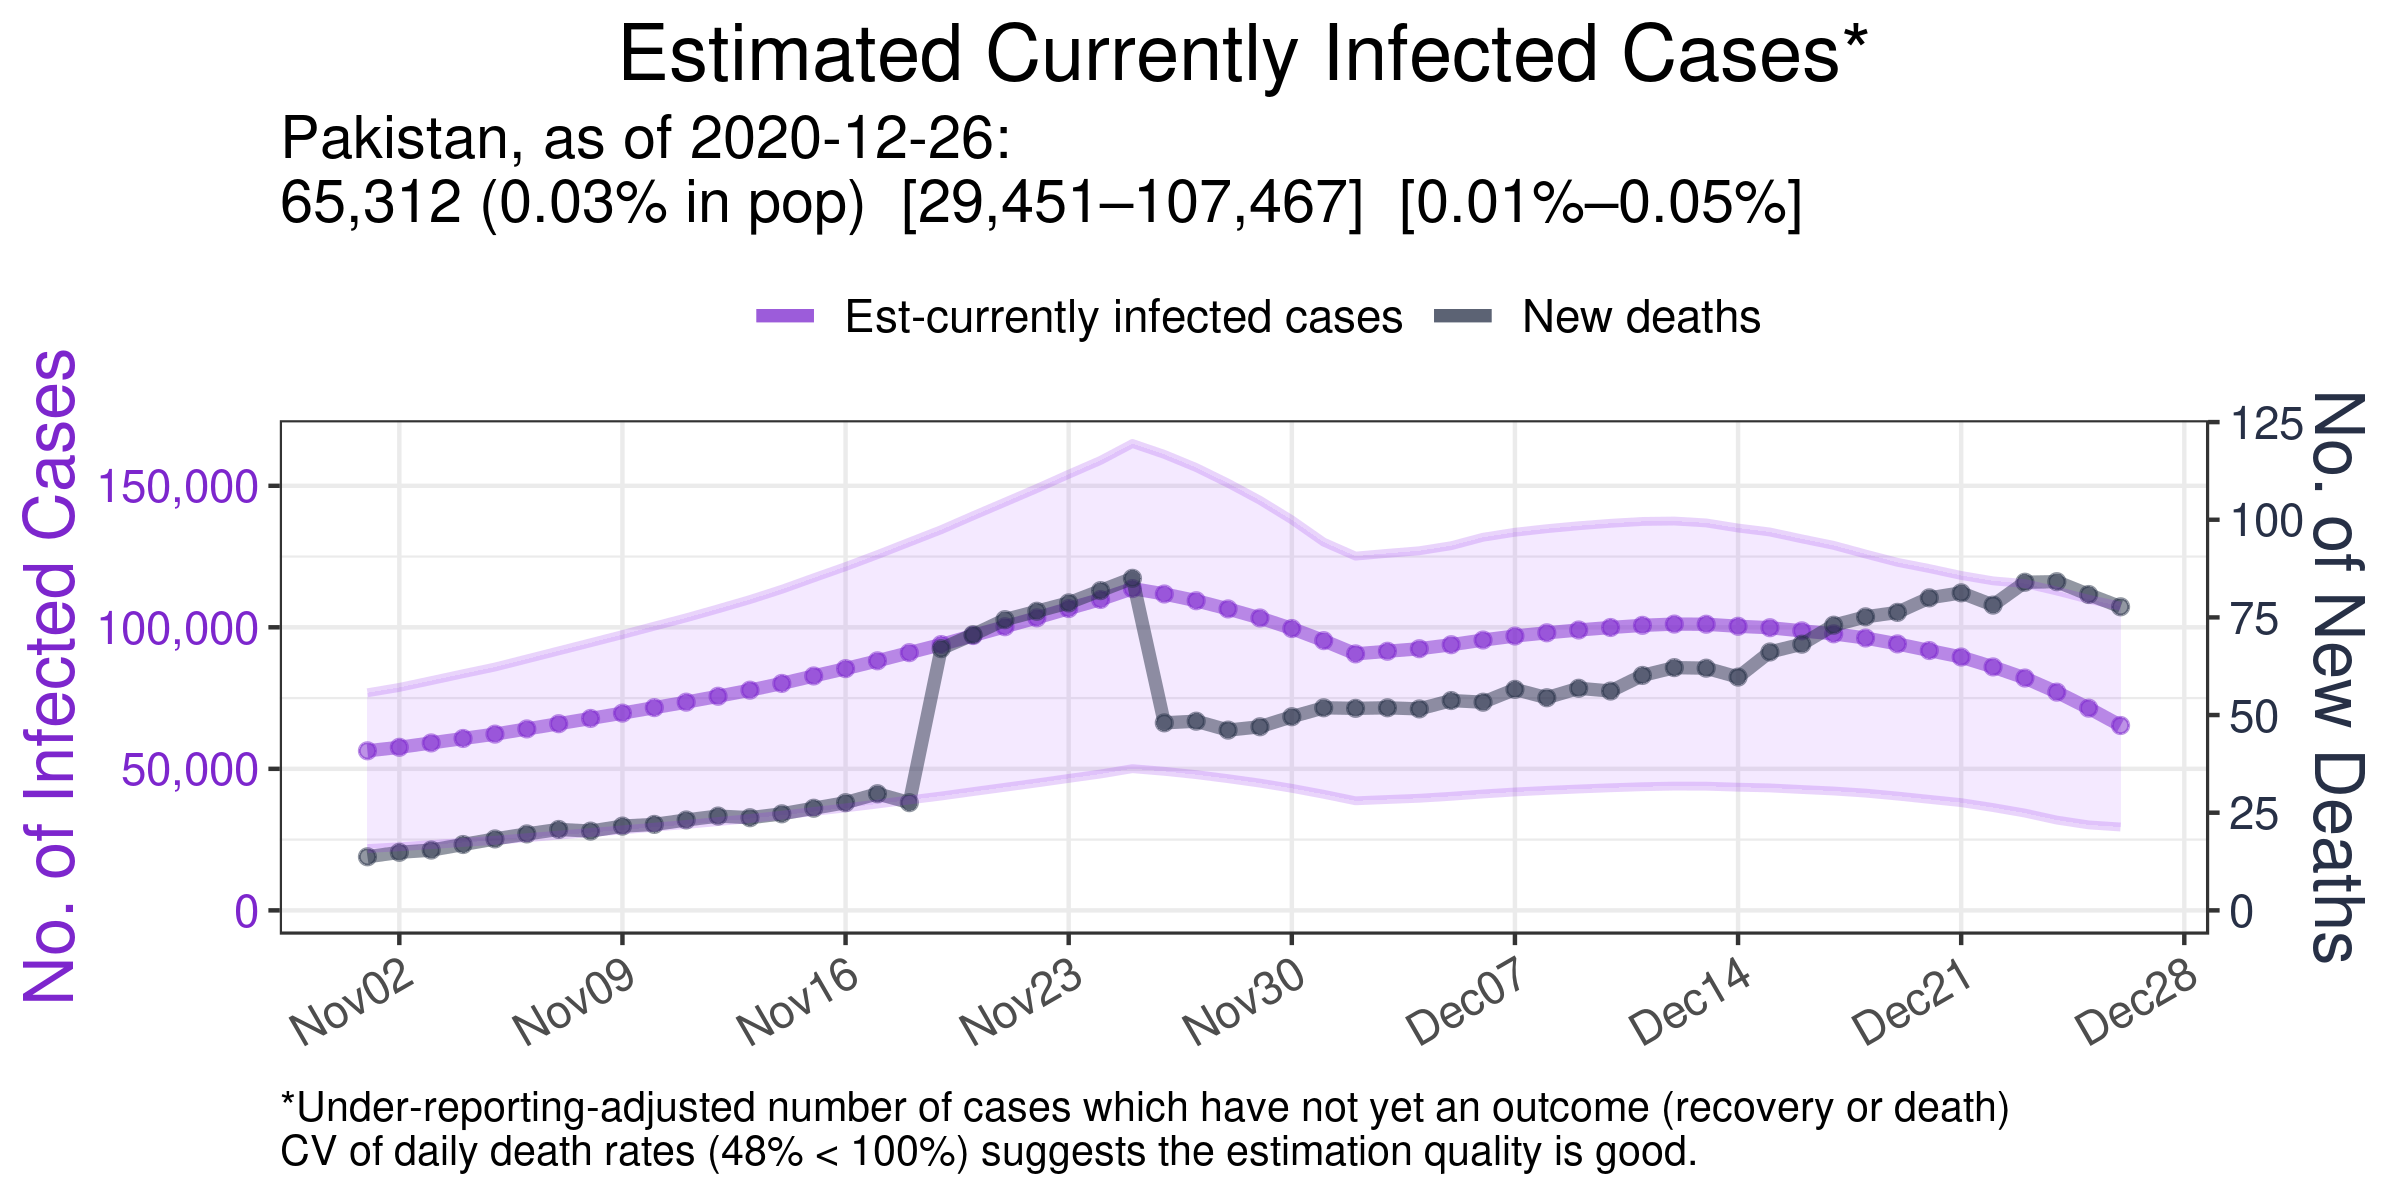 Estimated Currently Infected Cases*
Pakistan, as of 2020-12-26:
65,312 (0.03% in pop)  [29,451–107,467]  [0.01%–0.05%]
Est-currently infected cases
New deaths
No. of Infected Cases
150,000
100,000
50,000
0
125
100
75
50
25
0
No. of New Deaths
Nov02
Nov09
Nov16
Nov23
Nov30
Dec07
Dec14
Dec21
Dec28
*Under-reporting-adjusted number of cases which have not yet an outcome (recovery or death)
CV of daily death rates (48% < 100%) suggests the estimation quality is good.